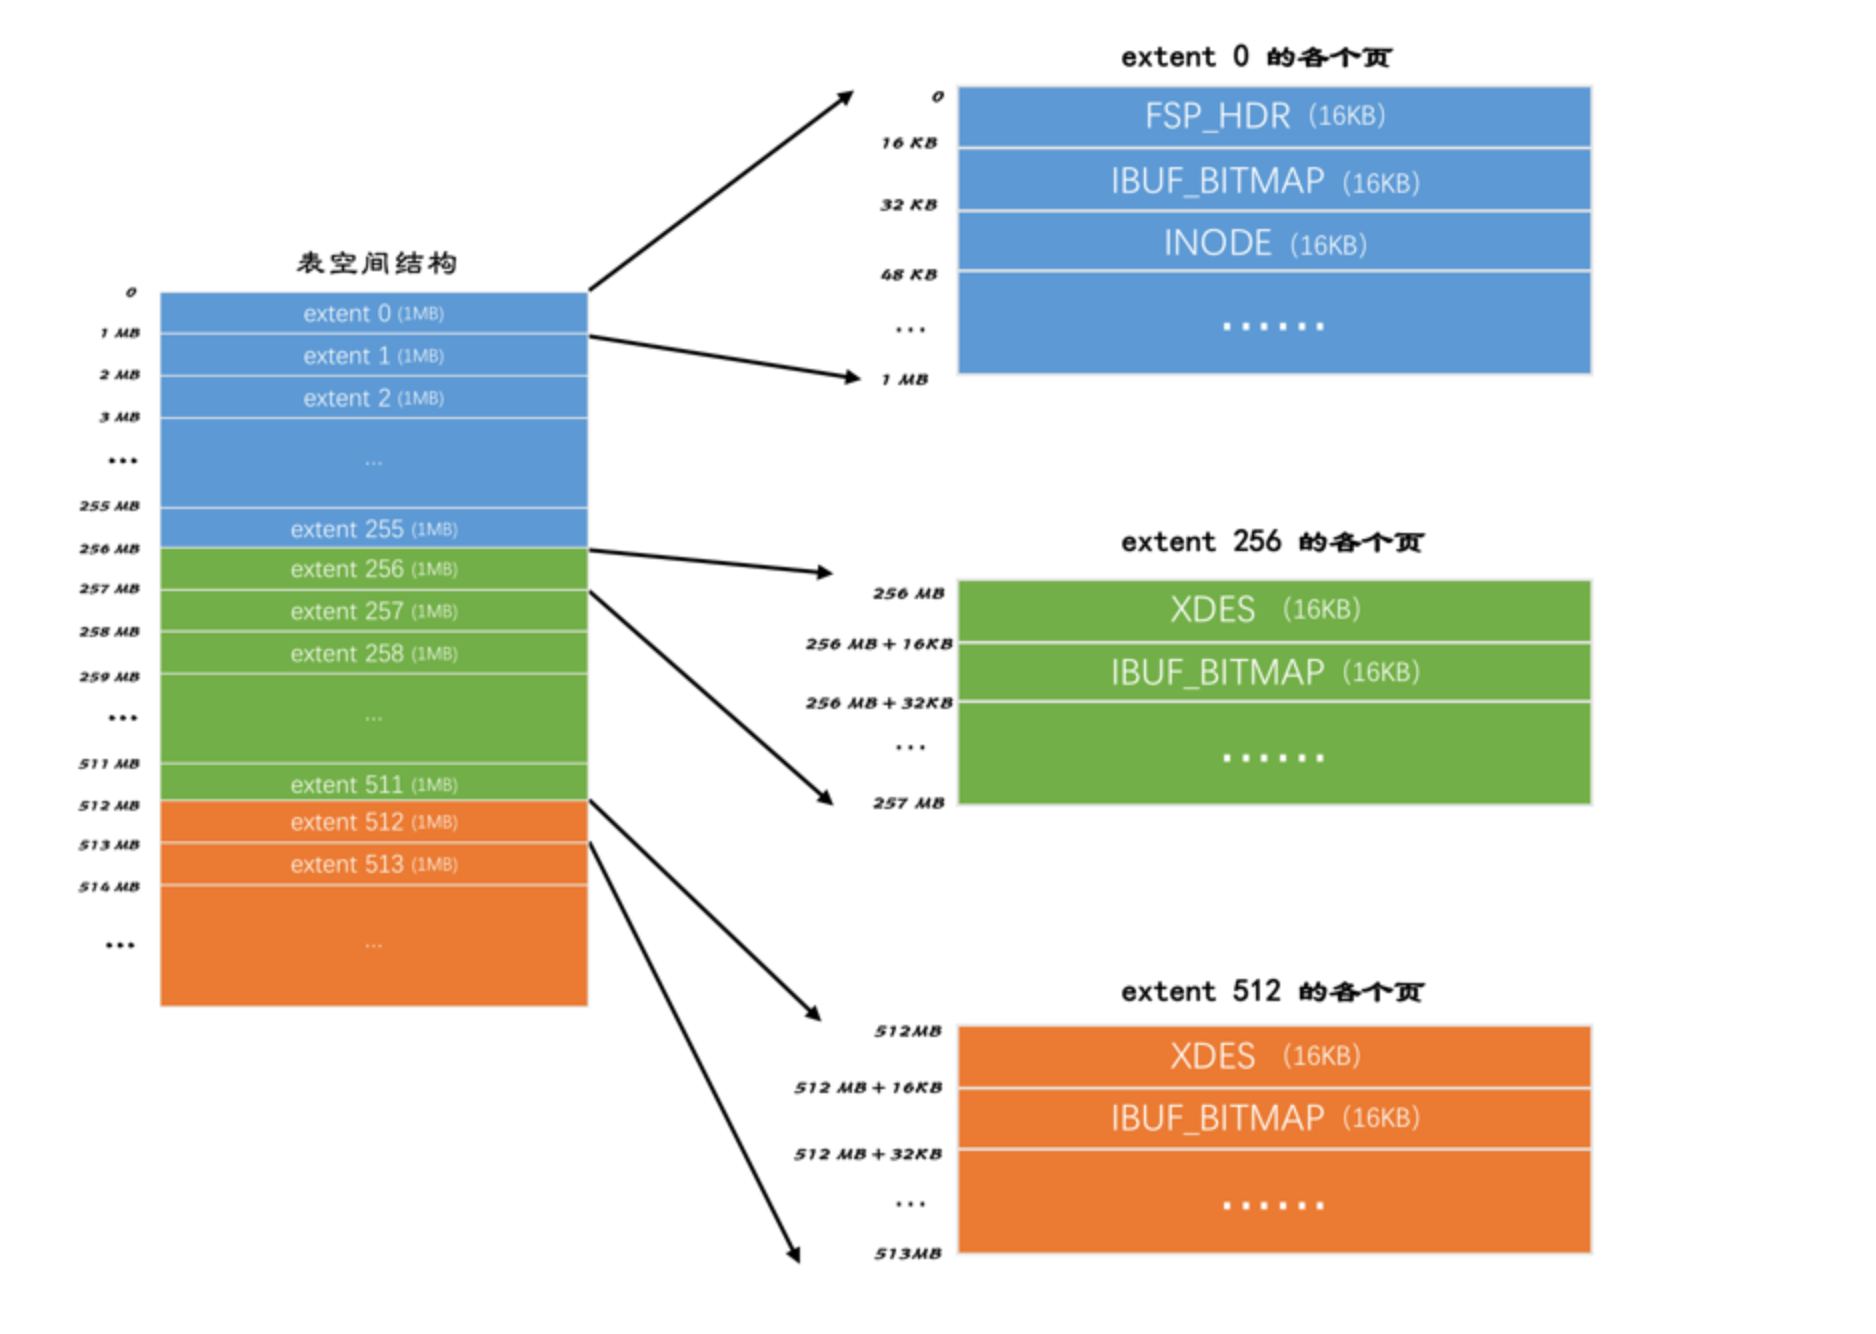 表空间结构
0
extent 0 (1MB)
1 MB
extent 1 (1MB)
2 MB
extent 2 (1MB)
3 MB
... ...
255 MB
extent 255 (1MB)
256 MB
extent 256 (1MB)
257 MB
extent 257 (1MB)
258 MB
extent 258 (1MB)
259 MB
... ...
511 MB
extent 511 (1MB)
512 MB
extent 512 (1MB)
513 MB
extent 513 (1MB)
514 MB
... ...
extent 0 的各个页
0
FSP_HDR (16KB)
16 KB
IBUF_BITMAP (16KB)
32 KB
INODE (16KB)
48 KB
... ......
1 MB
extent 256 的各个页
256 MB
XDES (16KB)
256 MB + 16KB
IBUF_BITMAP (16KB)
256 MB + 32KB
... ......
257 MB
extent 512 的各个页
512MB
XDES (16KB)
512 MB + 16KB
IBUF_BITMAP (16KB)
512 MB + 32KB
... ......
513MB